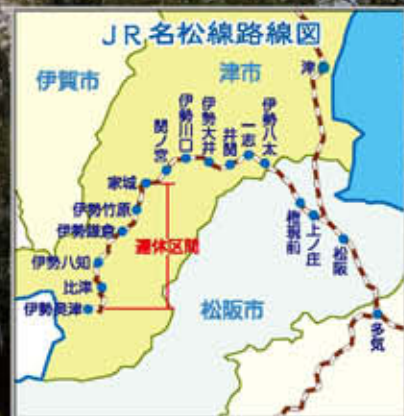 JR名松線路線図
伊賀市
津市
津
関ノ宮
伊勢川口
伊勢大井
井関
一志
伊勢八太
家城
伊勢竹原
伊勢鎌倉
運休区間
伊勢八知
比津
伊勢奥津
権現前
上ノ庄
松阪
松阪市
多気